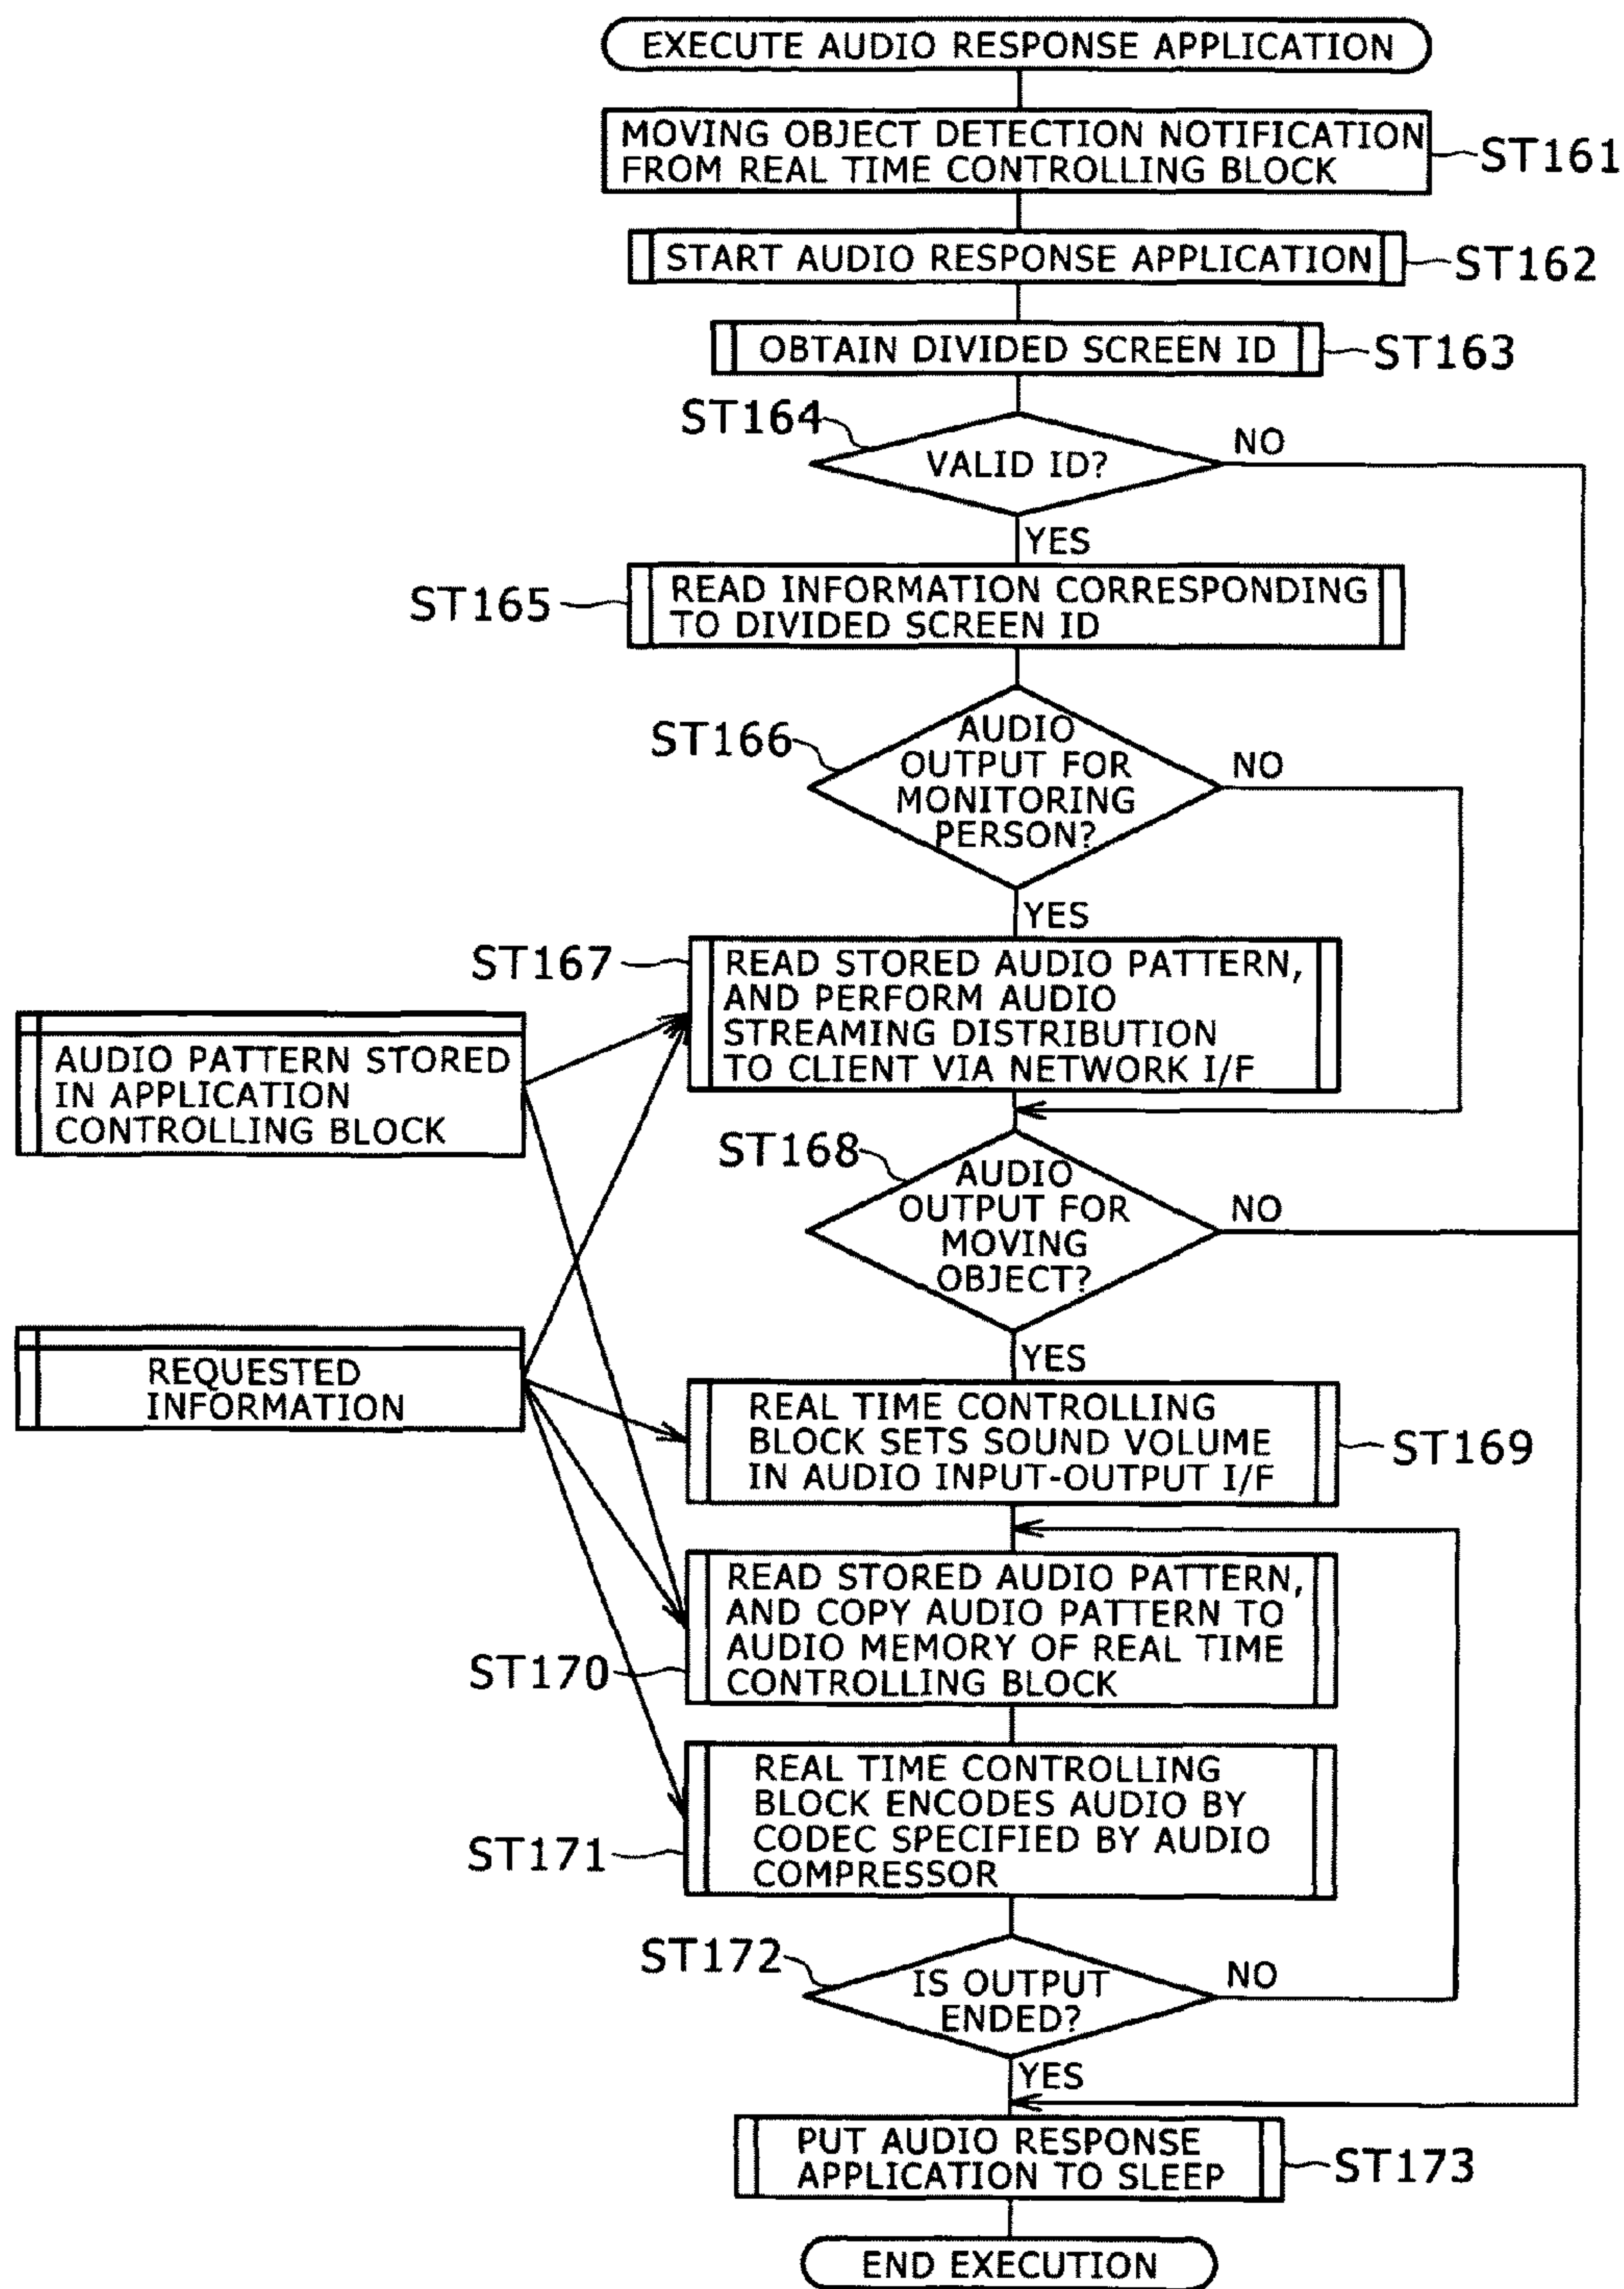 EXECUTE AUDIO RESPONSE APPLICATION
MOVING OBJECT DETECTION NOTIFICATION
FROM REAL TIME CONTROLLING BLOCK
ST161
START AUDIO RESPONSE APPLICATION
ST162
OBTAIN DIVIDED SCREEN ID
ST163
ST164
VALID ID?
NO
YES
ST165
READ INFORMATION CORRESPONDING
TO DIVIDED SCREEN ID
ST166
AUDIO
OUTPUT FOR
MONITORING
PERSON?
NO
YES
ST167
READ STORED AUDIO PATTERN,
AND PERFORM AUDIO
STREAMING DISTRIBUTION
TO CLIENT VIA NETWORK I/F
AUDIO PATTERN STORED
IN APPLICATION
CONTROLLING BLOCK
ST168
AUDIO
OUTPUT FOR
MOVING
OBJECT?
NO
YES
REQUESTED
INFORMATION
REAL TIME CONTROLLING
BLOCK SETS SOUND VOLUME
IN AUDIO INPUT-OUTPUT I/F
ST169
READ STORED AUDIO PATTERN,
AND COPY AUDIO PATTERN TO
AUDIO MEMORY OF REAL TIME
CONTROLLING BLOCK
ST170
REAL TIME CONTROLLING
BLOCK ENCODES AUDIO BY
CODEC SPECIFIED BY AUDIO
COMPRESSOR
ST171
ST172
IS OUTPUT
ENDED?
NO
YES
PUT AUDIO RESPONSE
APPLICATION TO SLEEP
ST173
END EXECUTION